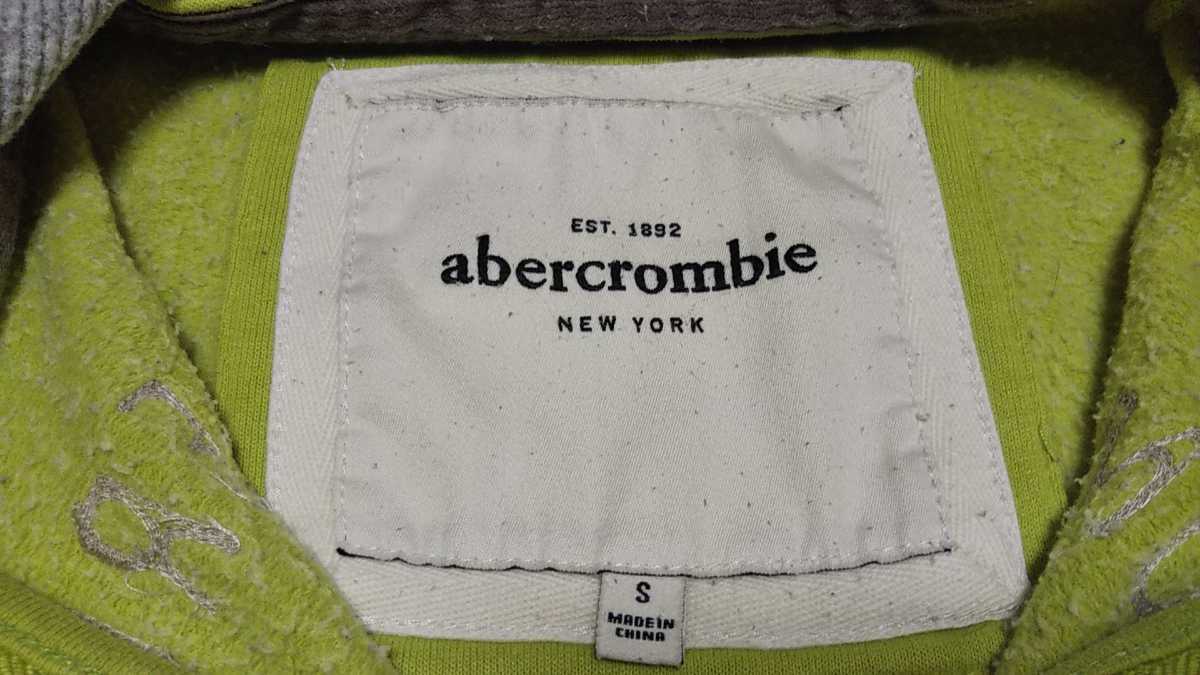 EST. 1892
abercrombie
NEW YORK
S
MADE IN
CHINA